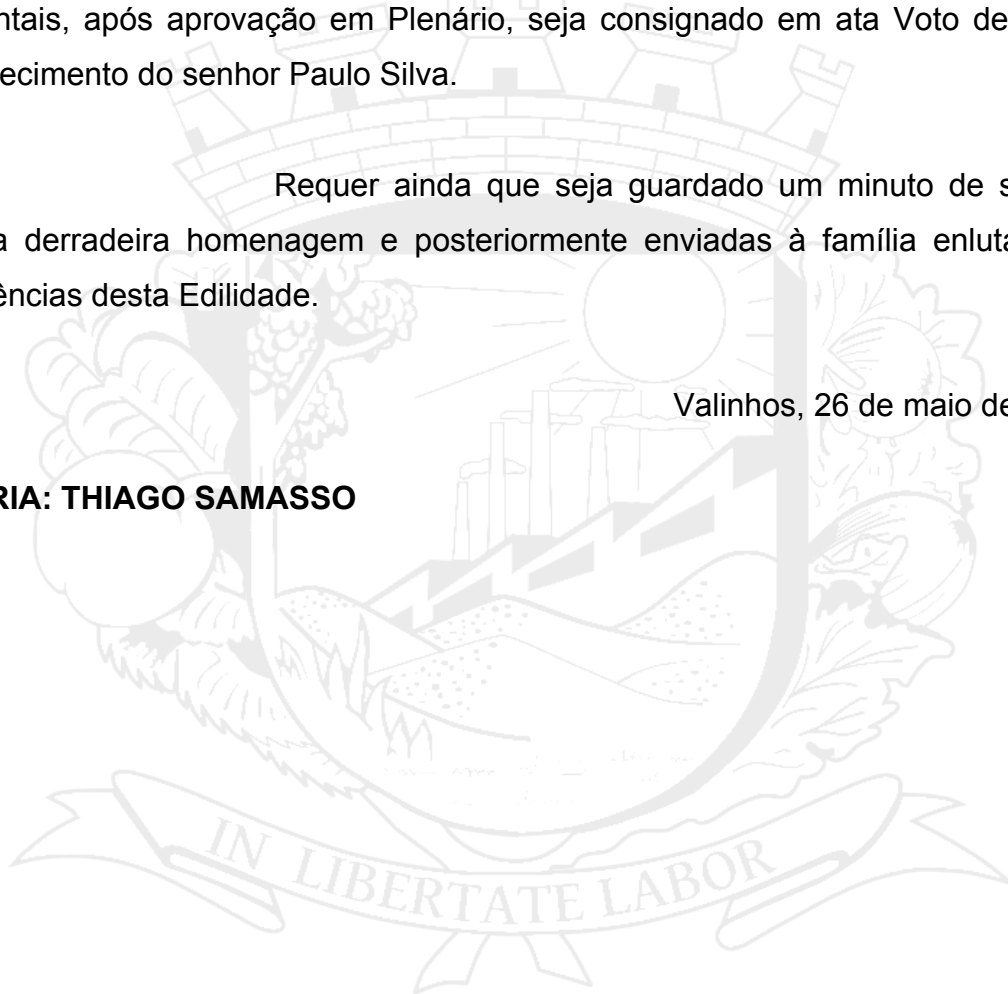 ntais, após aprovação em Plenário, seja consignado em ata Voto de
ecimento do senhor Paulo Silva.
Requer ainda que seja guardado um minuto de s
a derradeira homenagem e posteriormente enviadas à família enluta
ências desta Edilidade.
Valinhos, 26 de maio de
RIA: THIAGO SAMASSO
IN LIBERTATE LABOR